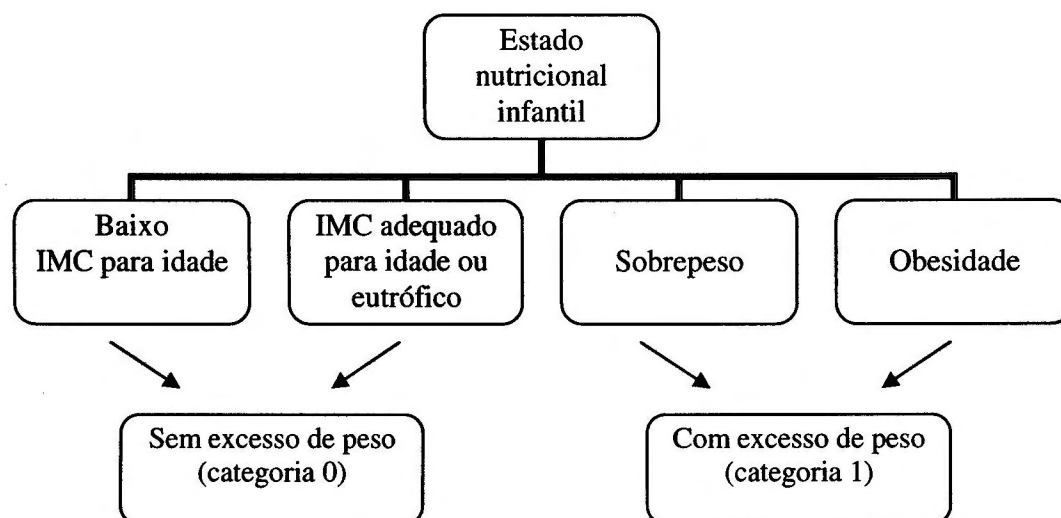 Estado
nutricional
infantil
Baixo
IMC para idade
IMC adequado
para idade ou
eutrófico
Sobrepeso
Obesidade
Sem excesso de peso
(categoria 0)
Com excesso de peso
(categoria 1)